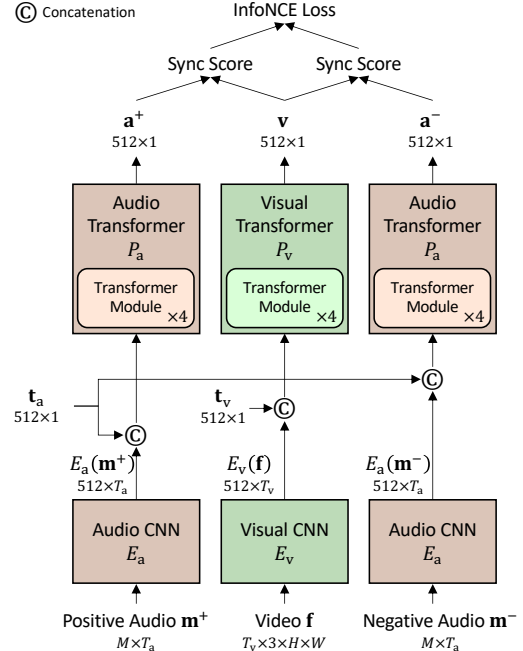 Ⓒ Concatenation
InfoNCE Loss
Sync Score
Sync Score
a⁺
512×1
v
512×1
a⁻
512×1
Audio
Transformer
Pₐ
Transformer
Module
×4
Visual
Transformer
Pᵥ
Transformer
Module
×4
Audio
Transformer
Pₐ
Transformer
Module
×4
tₐ
512×1
tᵥ
512×1
Ⓒ
Ⓒ
Ⓒ
Eₐ(m⁺)
512×Tₐ
Eᵥ(f)
512×Tᵥ
Eₐ(m⁻)
512×Tₐ
Audio CNN
Eₐ
Visual CNN
Eᵥ
Audio CNN
Eₐ
Positive Audio m⁺
M×Tₐ
Video f
Tᵥ×3×H×W
Negative Audio m⁻
M×Tₐ